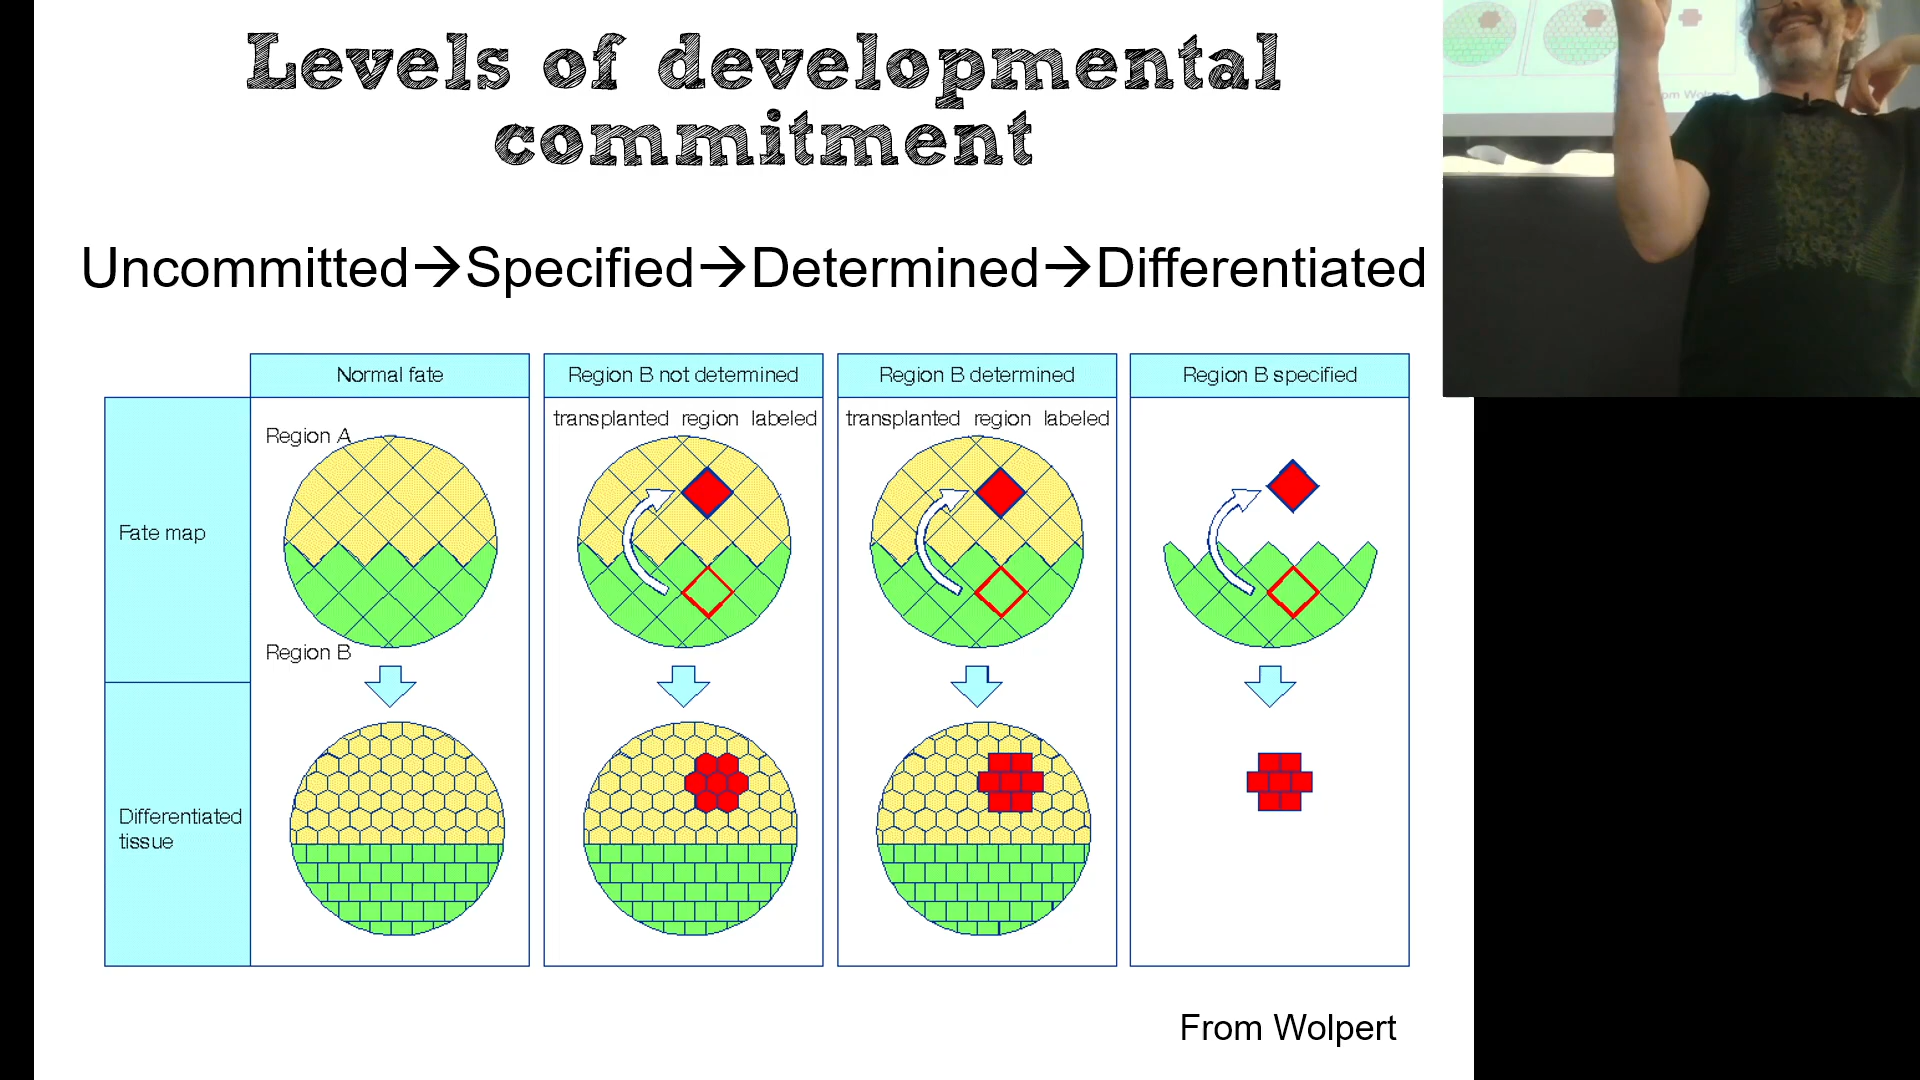 Levels of developmental
commitment
Uncommitted→Specified→Determined→Differentiated
Normal fate
Region B not determined
Region B determined
Region B specified
transplanted region labeled
transplanted region labeled
Region A
Fate map
Region B
Differentiated
tissue
From Wolpert